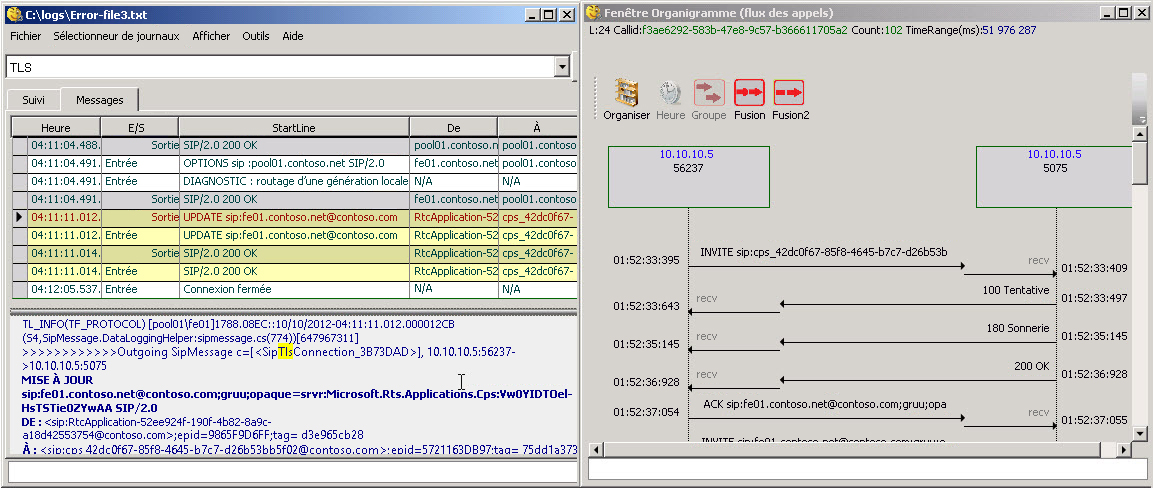 C:\logs\Error-file3.txt
Fichier Sélectionneur de journaux Afficher Outils Aide
TLS
Suivi Messages
Heure E/S StartLine De À
04:11:04.488. Sortie SIP/2.0 200 OK pool01.contoso.n pool01.contoso.
04:11:04.491. Entrée OPTIONS sip :pool01.contoso.net SIP/2.0 fe01.contoso.net pool01.contoso.
04:11:04.491. Entrée DIAGNOSTIC : routage d'une génération locale N/A N/A
04:11:04.491. Sortie SIP/2.0 200 OK fe01.contoso.net pool01.contoso.
04:11:11.012. Sortie UPDATE sip:fe01.contoso.net@contoso.com RtcApplication-52 cps_42dc0f67-
04:11:11.012. Entrée UPDATE sip:fe01.contoso.net@contoso.com RtcApplication-52 cps_42dc0f67-
04:11:11.014. Sortie SIP/2.0 200 OK RtcApplication-52 cps_42dc0f67-
04:11:11.014. Entrée SIP/2.0 200 OK RtcApplication-52 cps_42dc0f67-
04:12:05.537. Entrée Connexion fermée N/A N/A
TL_INFO(TF_PROTOCOL) [pool01\fe01]1788.08EC::10/10/2012-04:11:11.012.000012CB
(S4,SipMessage.DataLoggingHelper:sipmessage.cs(774))[647967311]
>>>>>>>>>>>>Outgoing SipMessage c=[<SipTlsConnection_3B73DAD>], 10.10.10.5:56237-
>10.10.10.5:5075
MISE À JOUR
sip:fe01.contoso.net@contoso.com;gruu;opaque=srvr:Microsoft.Rts.Applications.Cps:Vw0YIDTOel-
HsTSTie0ZYwAA SIP/2.0
DE : <sip:RtcApplication-52ee924f-190f-4b82-8a9c-
a18d42553754@contoso.com>;epid=9865F9D6FF;tag= d3e965cb28
À : <sip:cps_42dc0f67-85f8-4645-b7c7-d26b53bb5f02@contoso.com>;epid=5721163DB97;tag= 75dd1a373
Fenêtre Organigramme (flux des appels)
L:24 Callid:f3ae6292-583b-47e8-9c57-b366611705a2 Count:102 TimeRange(ms):51 976 287
Organiser Heure Groupe Fusion Fusion2
10.10.10.5 10.10.10.5
56237 5075
INVITE sip:cps_42dc0f67-85f8-4645-b7c7-d26b53b
01:52:33:395 recv 01:52:33:409
100 Tentative
01:52:33:643 recv 01:52:33:497
180 Sonnerie
01:52:35:145 recv 01:52:35:145
200 OK
01:52:36:928 recv 01:52:36:928
ACK sip:fe01.contoso.net@contoso.com;gruu;opa
01:52:37:054 recv 01:52:37:055
INVITE sip:fe01.contoso.net@contoso.com;gruu;o